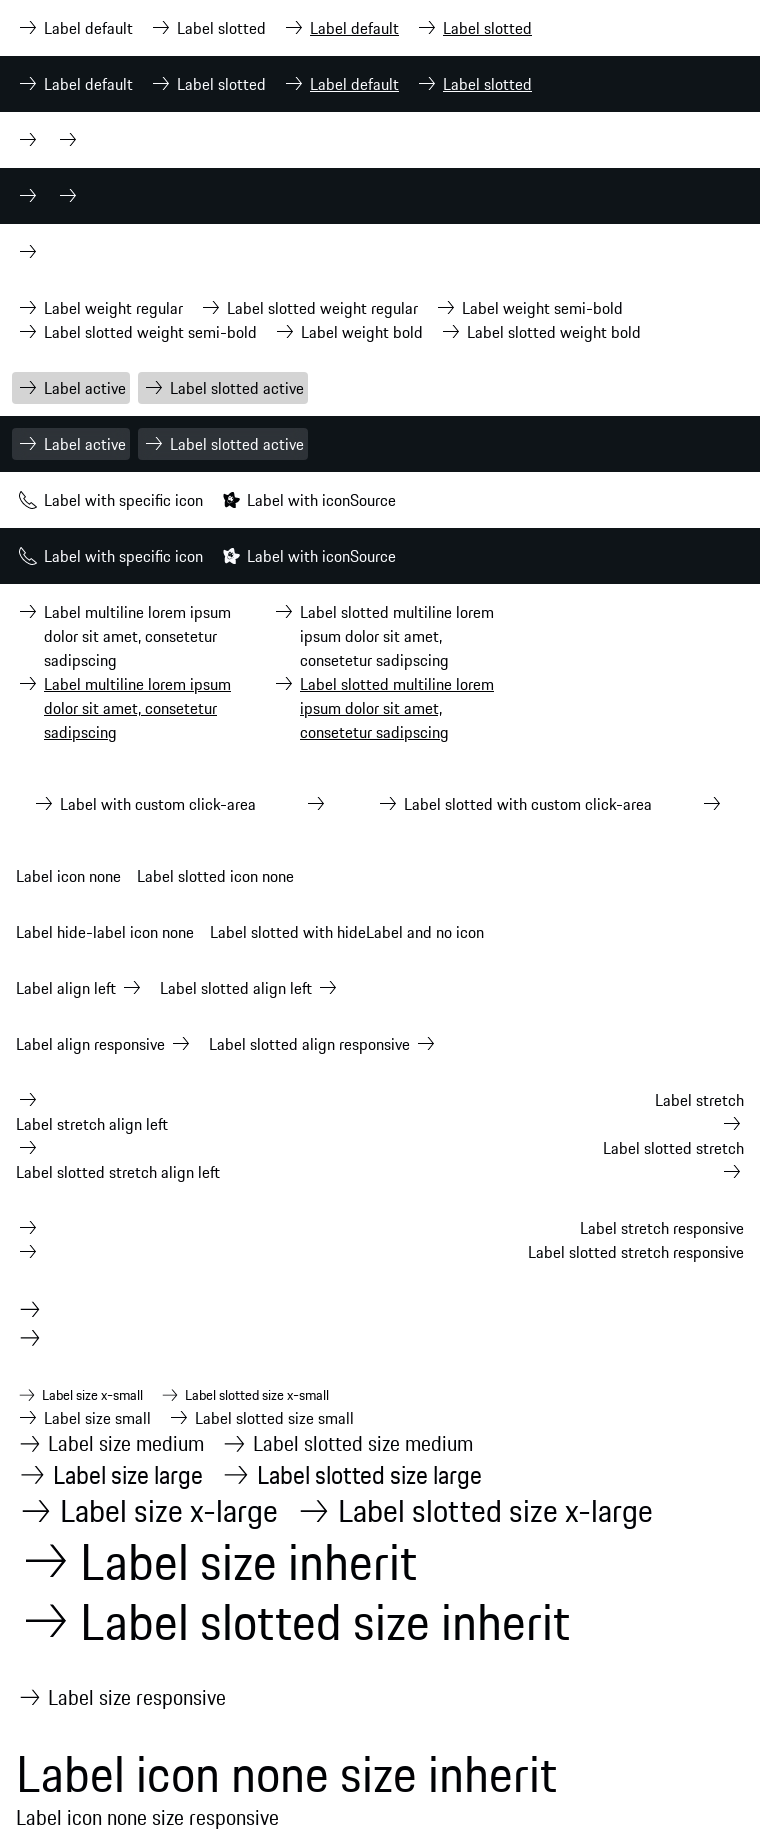 Label default Label slotted Label default Label slotted
Label default Label slotted Label default Label slotted
Label weight regular Label slotted weight regular Label weight semi-bold
Label slotted weight semi-bold Label weight bold Label slotted weight bold
Label active Label slotted active
Label active Label slotted active
Label with specific icon Label with iconSource
Label with specific icon Label with iconSource
Label multiline lorem ipsum
dolor sit amet, consetetur
sadipscing
Label slotted multiline lorem
ipsum dolor sit amet,
consetetur sadipscing
Label multiline lorem ipsum
dolor sit amet, consetetur
sadipscing
Label slotted multiline lorem
ipsum dolor sit amet,
consetetur sadipscing
Label with custom click-area Label slotted with custom click-area
Label icon none Label slotted icon none
Label hide-label icon none Label slotted with hideLabel and no icon
Label align left Label slotted align left
Label align responsive Label slotted align responsive
Label stretch
Label stretch align left
Label slotted stretch
Label slotted stretch align left
Label stretch responsive
Label slotted stretch responsive
Label size x-small Label slotted size x-small
Label size small Label slotted size small
Label size medium Label slotted size medium
Label size large Label slotted size large
Label size x-large Label slotted size x-large
Label size inherit
Label slotted size inherit
Label size responsive
Label icon none size inherit
Label icon none size responsive